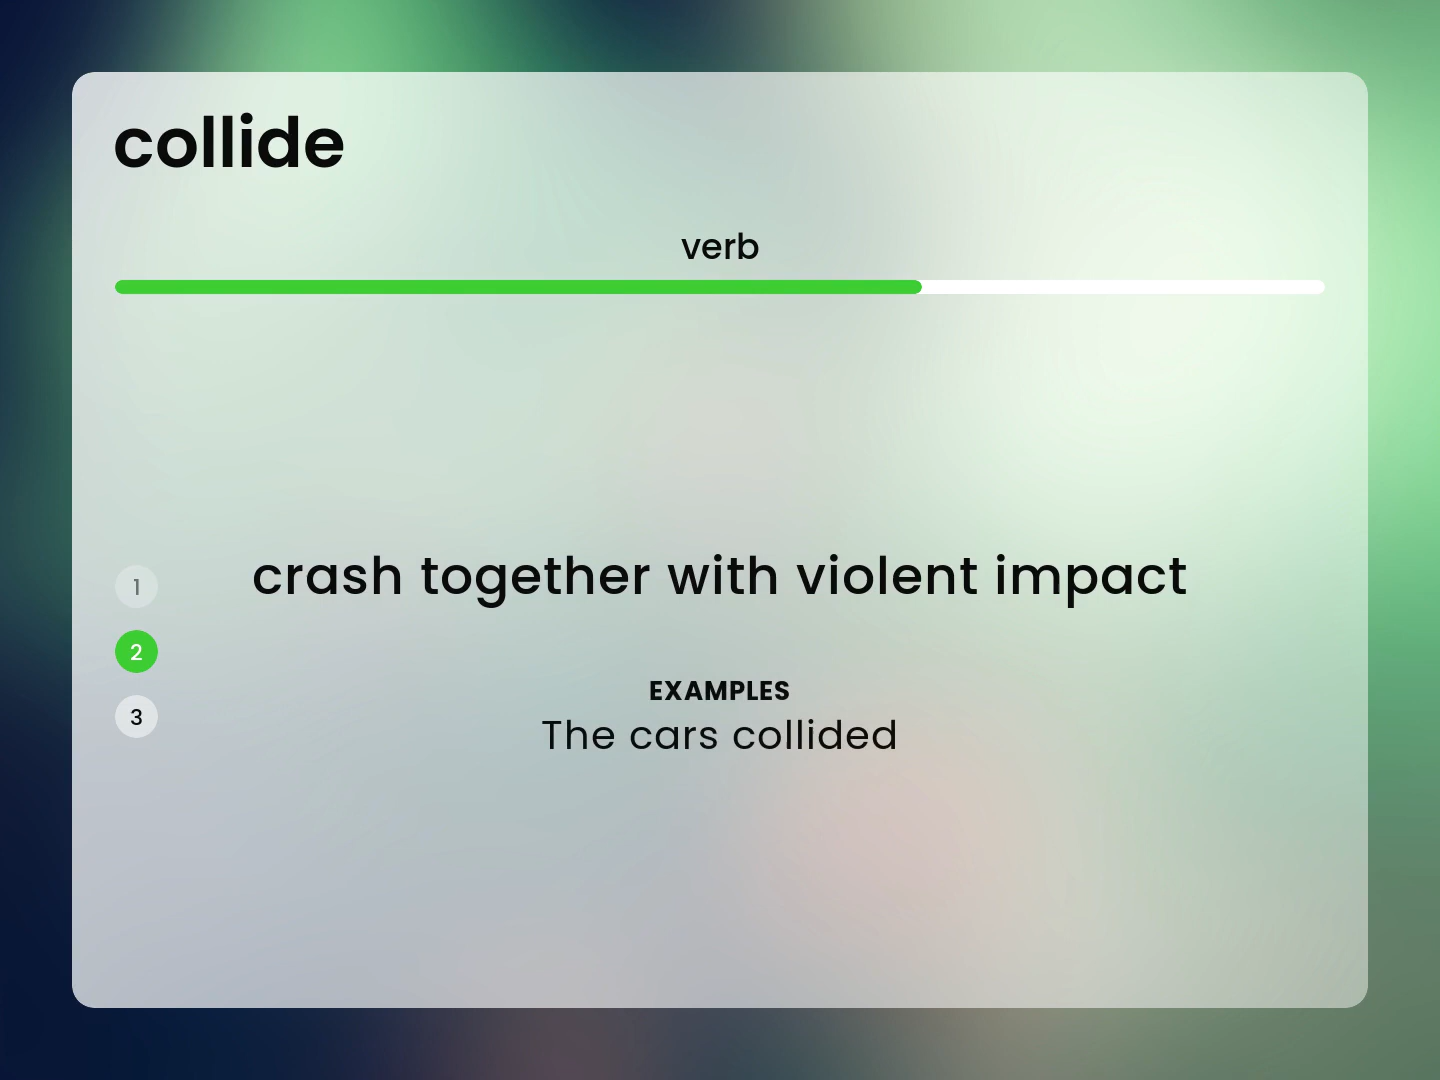 collide
verb
crash together with violent impact
1
2
3
EXAMPLES
The cars collided